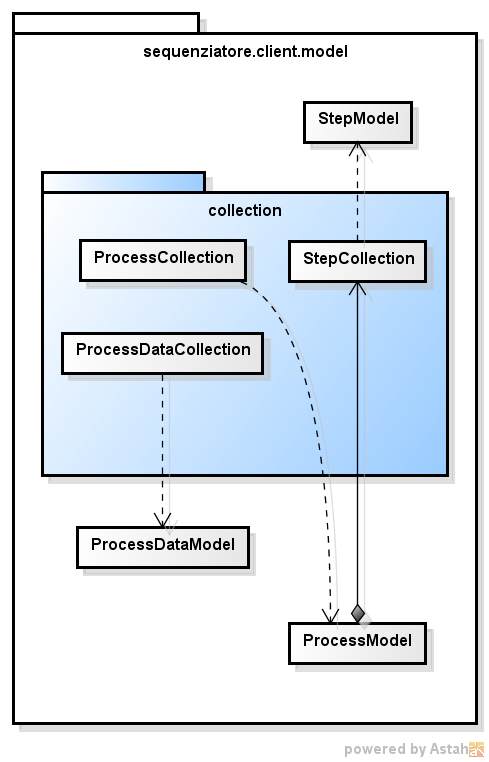 sequenziatore.client.model
StepModel
collection
ProcessCollection
StepCollection
ProcessDataCollection
ProcessDataModel
ProcessModel
powered by Astah